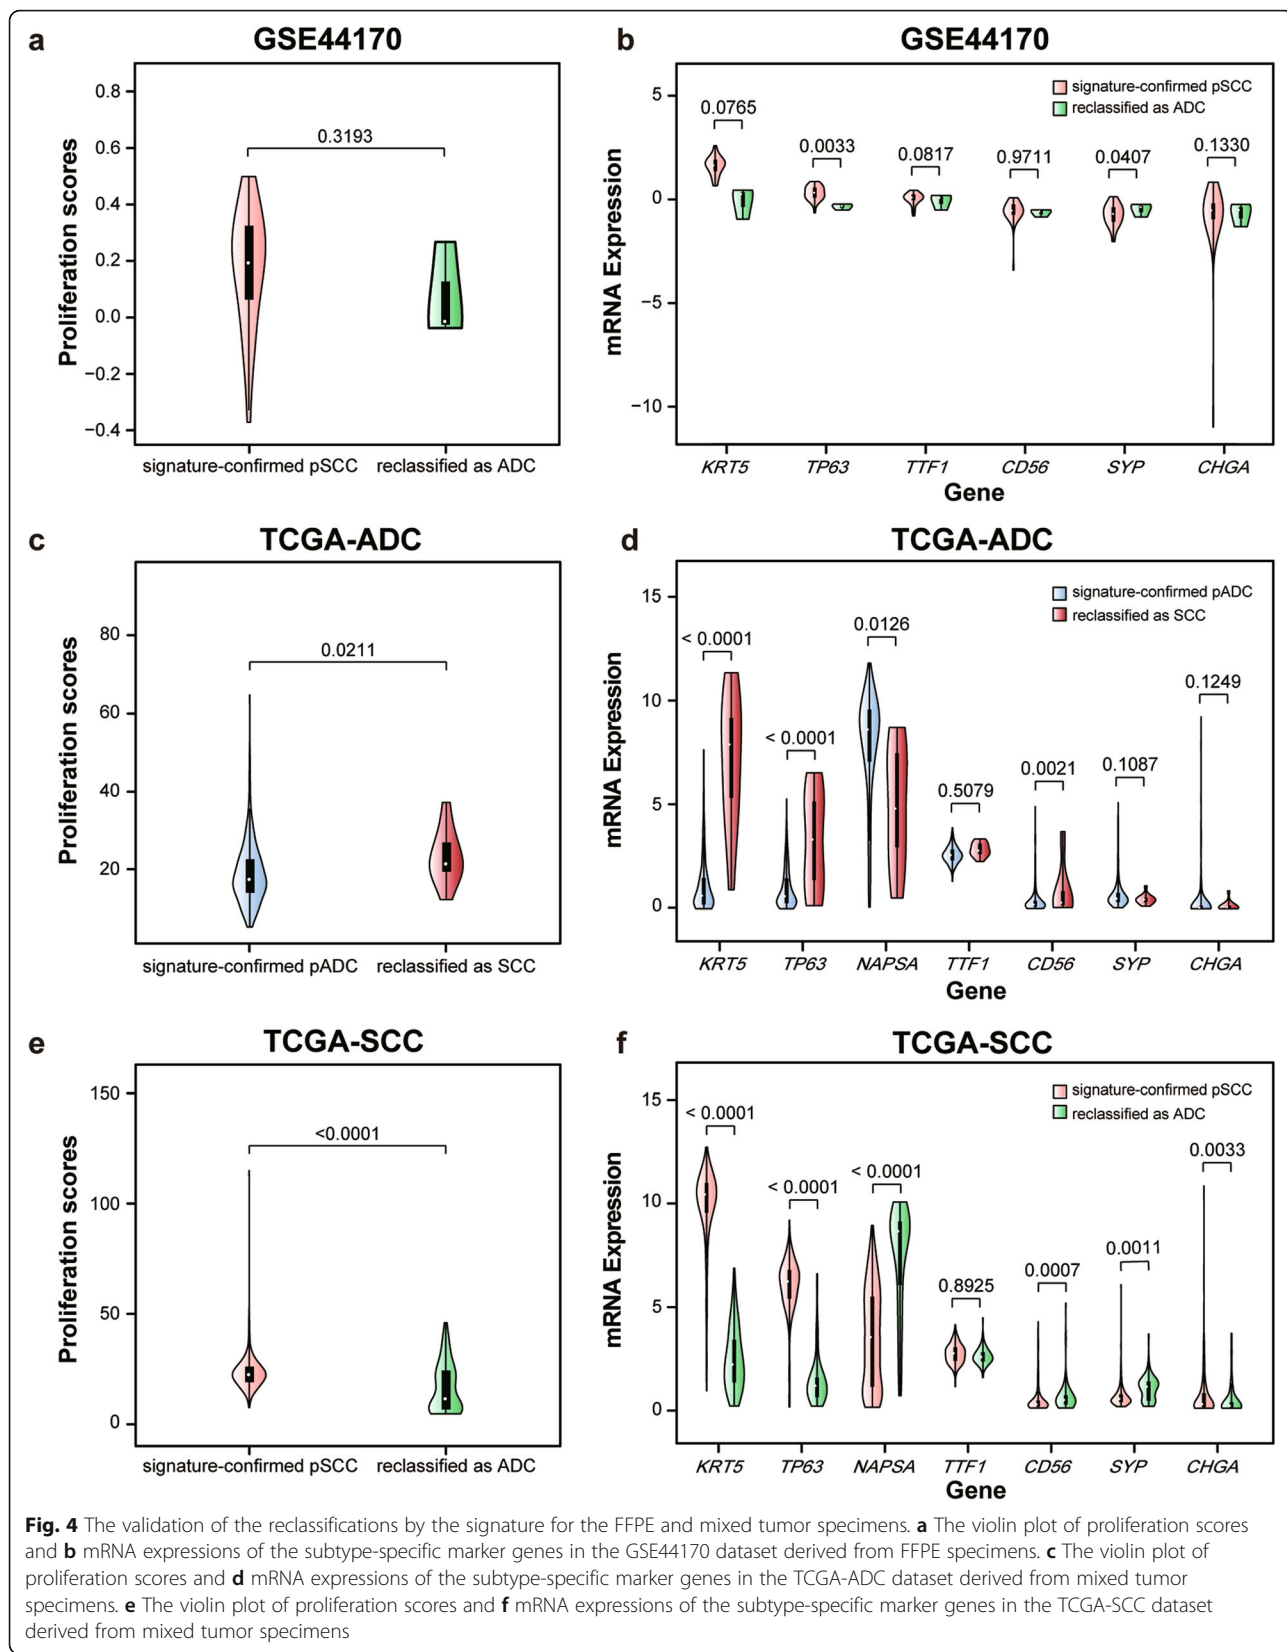 a
GSE44170
0.8
0.6
0.4
0.2
0.0
−0.2
−0.4
Proliferation scores
0.3193
signature-confirmed pSCC
reclassified as ADC
b
GSE44170
5
0
−5
−10
mRNA Expression
signature-confirmed pSCC
reclassified as ADC
0.0765
0.0033
0.0817
0.9711
0.0407
0.1330
KRT5 TP63 TTF1 CD56 SYP CHGA
Gene
c
TCGA-ADC
80
60
40
20
Proliferation scores
0.0211
signature-confirmed pADC
reclassified as SCC
d
TCGA-ADC
15
10
5
0
mRNA Expression
signature-confirmed pADC
reclassified as SCC
< 0.0001
< 0.0001
0.0126
0.5079
0.0021
0.1087
0.1249
KRT5 TP63 NAPSA TTF1 CD56 SYP CHGA
Gene
e
TCGA-SCC
150
100
50
0
Proliferation scores
<0.0001
signature-confirmed pSCC
reclassified as ADC
f
TCGA-SCC
15
10
5
0
mRNA Expression
signature-confirmed pSCC
reclassified as ADC
< 0.0001
< 0.0001
< 0.0001
0.8925
0.0007
0.0011
0.0033
KRT5 TP63 NAPSA TTF1 CD56 SYP CHGA
Gene
Fig. 4 The validation of the reclassifications by the signature for the FFPE and mixed tumor specimens. a The violin plot of proliferation scores
and b mRNA expressions of the subtype-specific marker genes in the GSE44170 dataset derived from FFPE specimens. c The violin plot of
proliferation scores and d mRNA expressions of the subtype-specific marker genes in the TCGA-ADC dataset derived from mixed tumor
specimens. e The violin plot of proliferation scores and f mRNA expressions of the subtype-specific marker genes in the TCGA-SCC dataset
derived from mixed tumor specimens